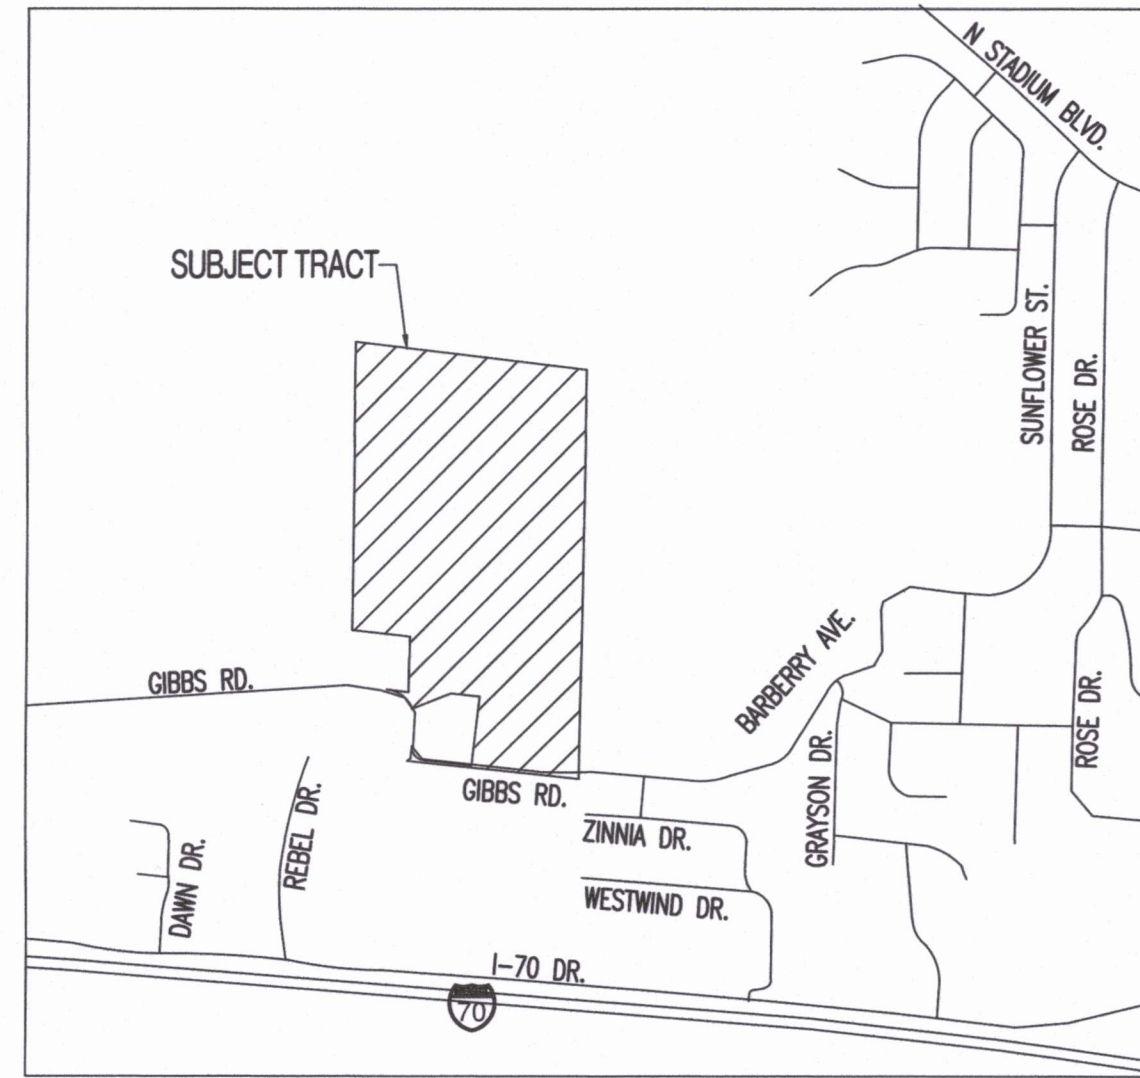 N STADIUM BLVD.
SUBJECT TRACT
SUNFLOWER ST.
ROSE DR.
BARBERRY AVE.
GIBBS RD.
ROSE DR.
GRAYSON DR.
GIBBS RD.
REBEL DR.
ZINNIA DR.
DAWN DR.
WESTWIND DR.
I-70 DR.
70